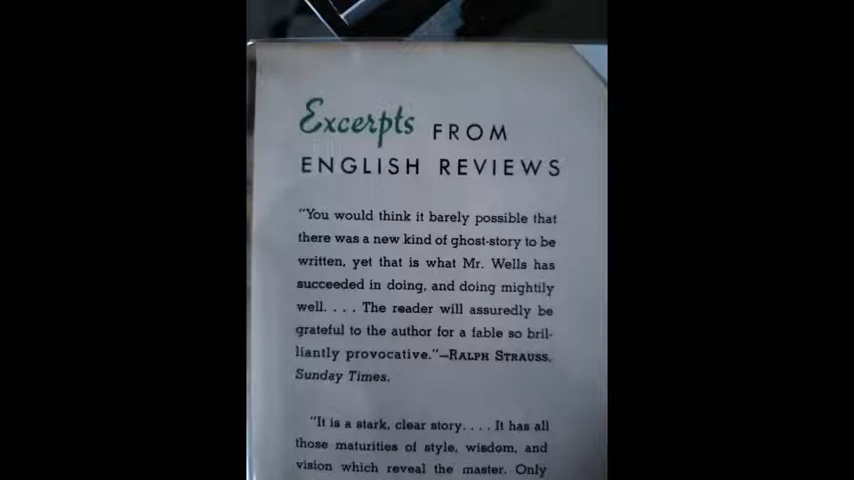 Excerpts FROM
ENGLISH REVIEWS
"You would think it barely possible that
there was a new kind of ghost-story to be
written, yet that is what Mr. Wells has
succeeded in doing, and doing mightily
well. . . . The reader will assuredly be
grateful to the author for a fable so bril-
liantly provocative."—RALPH STRAUSS,
Sunday Times.
"It is a stark, clear story. . . . It has all
those maturities of style, wisdom, and
vision which reveal the master. Only